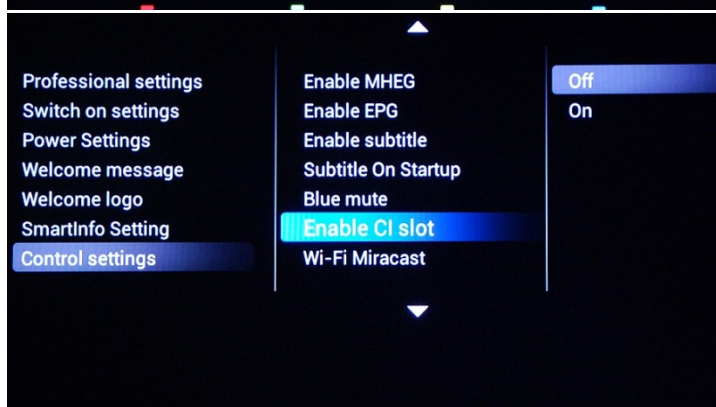 Professional settings
Switch on settings
Power Settings
Welcome message
Welcome logo
SmartInfo Setting
Control settings
Enable MHEG
Enable EPG
Enable subtitle
Subtitle On Startup
Blue mute
Enable CI slot
Wi-Fi Miracast
Off
On